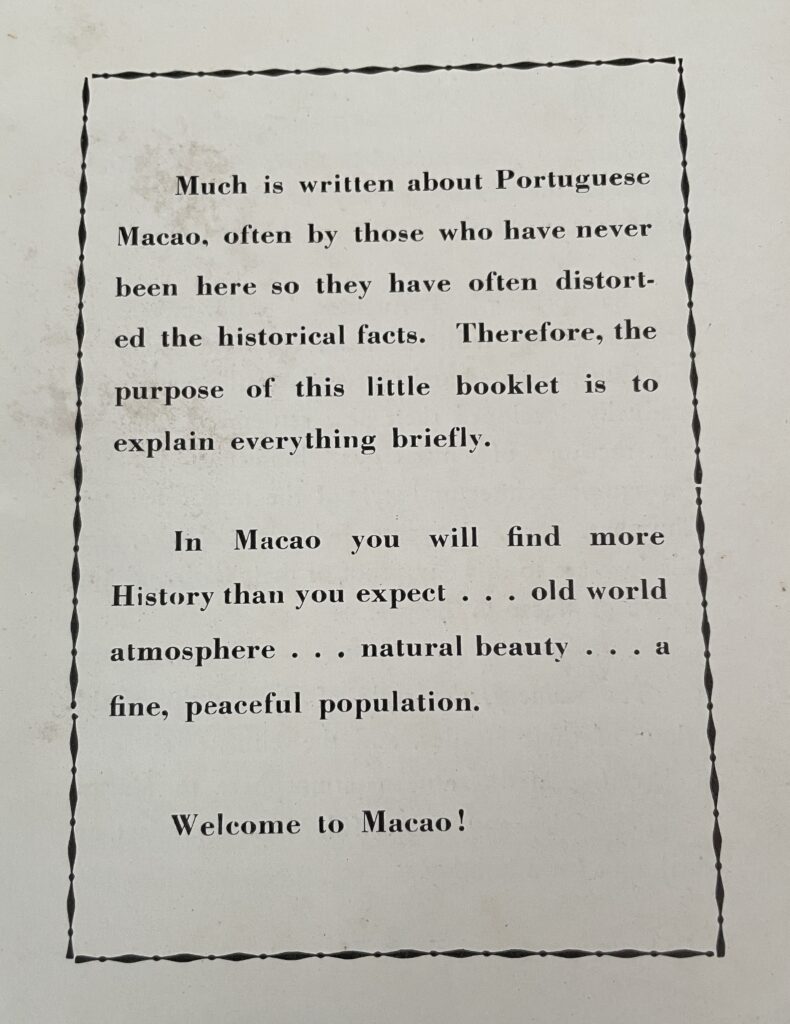 Much is written about Portuguese
Macao, often by those who have never
been here so they have often distort-
ed the historical facts. Therefore, the
purpose of this little booklet is to
explain everything briefly.
In Macao you will find more
History than you expect . . . old world
atmosphere . . . natural beauty . . . a
fine, peaceful population.
Welcome to Macao!